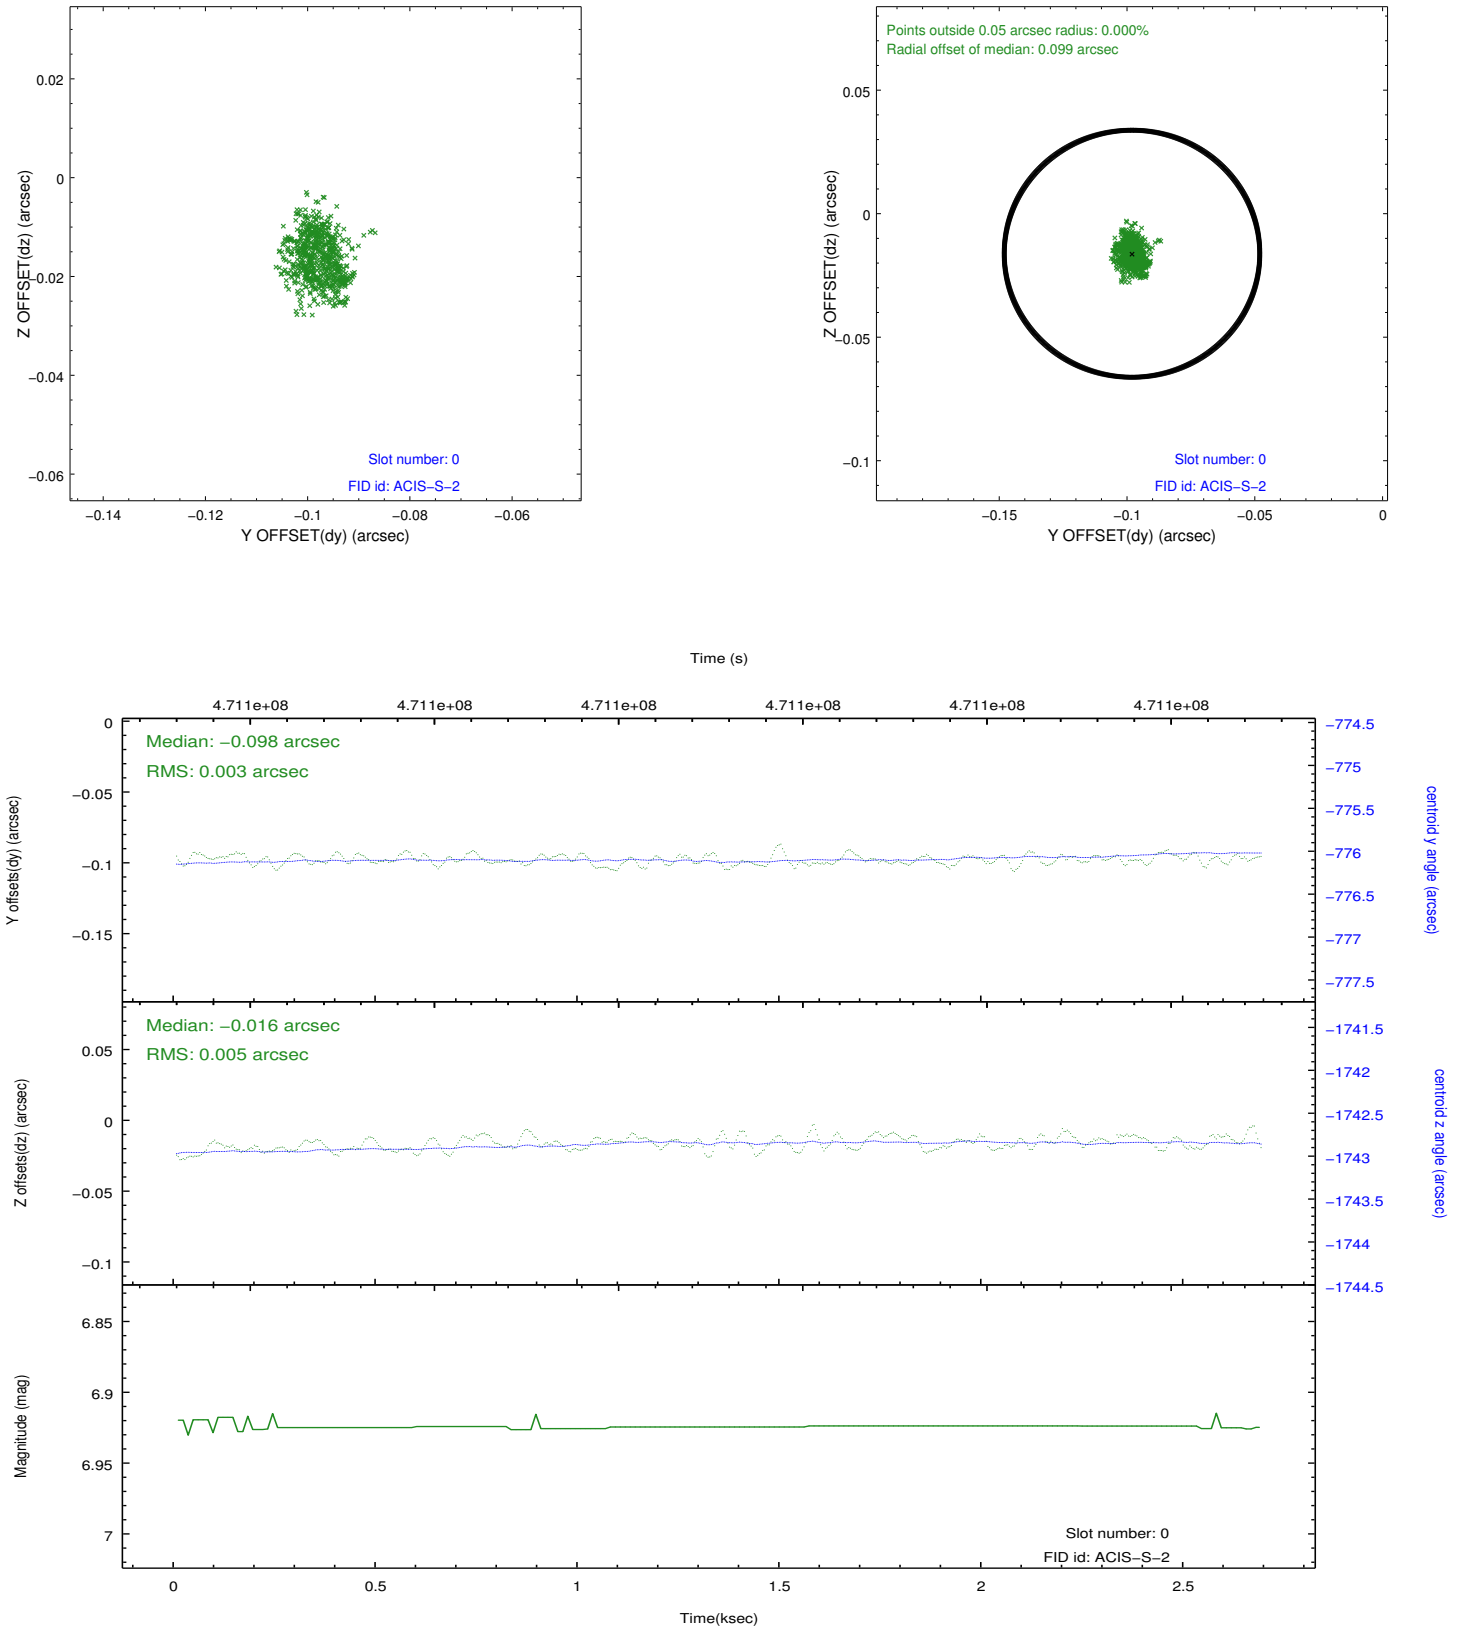 0.02
0
−0.02
−0.04
−0.06
Z OFFSET(dz) (arcsec)
Slot number: 0
FID id: ACIS−S−2
−0.14
−0.12
−0.1
−0.08
−0.06
Y OFFSET(dy) (arcsec)
Points outside 0.05 arcsec radius: 0.000%
Radial offset of median: 0.099 arcsec
0.05
0
−0.05
−0.1
Z OFFSET(dz) (arcsec)
Slot number: 0
FID id: ACIS−S−2
−0.15
−0.1
−0.05
0
Y OFFSET(dy) (arcsec)
Time (s)
4.711e+08
4.711e+08
4.711e+08
4.711e+08
4.711e+08
4.711e+08
0
−0.05
−0.1
−0.15
Y offsets(dy) (arcsec)
Median: −0.098 arcsec
RMS: 0.003 arcsec
−774.5
−775
−775.5
−776
−776.5
−777
−777.5
centroid y angle (arcsec)
0.05
0
−0.05
−0.1
Z offsets(dz) (arcsec)
Median: −0.016 arcsec
RMS: 0.005 arcsec
−1741.5
−1742
−1742.5
−1743
−1743.5
−1744
−1744.5
centroid z angle (arcsec)
6.85
6.9
6.95
7
Magnitude (mag)
Slot number: 0
FID id: ACIS−S−2
0
0.5
1
1.5
2
2.5
Time(ksec)